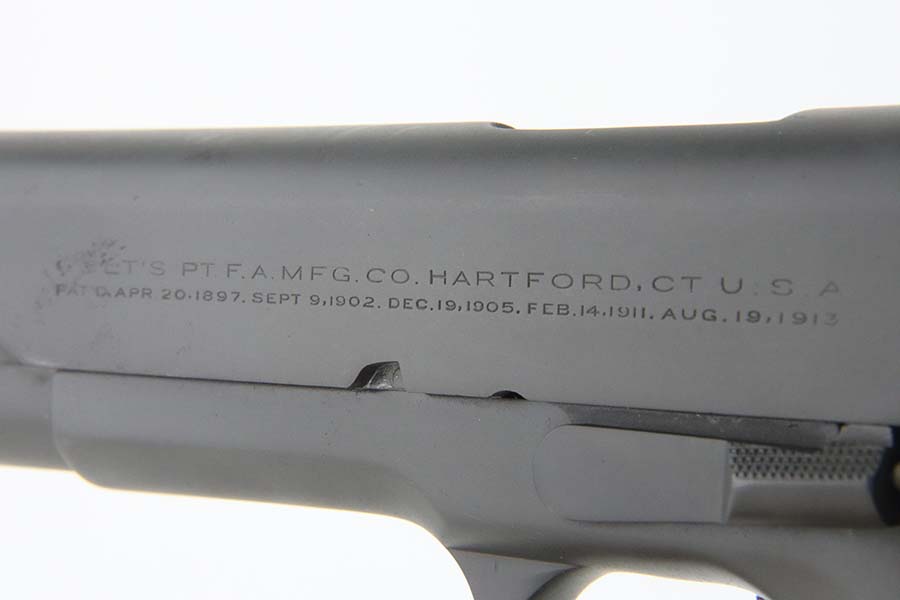 COLT'S PT F.A. MFG. CO. HARTFORD, CT U.S.A
PAT'D. APR. 20.1897. SEPT 9,1902. DEC. 19,1905. FEB. 14,1911. AUG. 19,1913